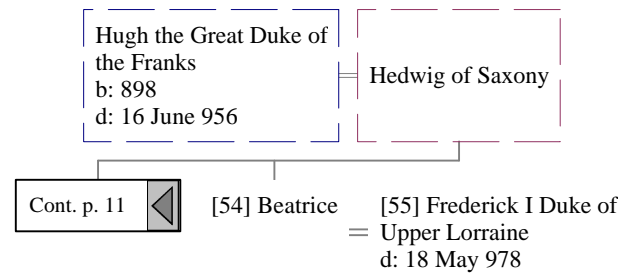 Hugh the Great Duke of
the Franks
b: 898
d: 16 June 956
Hedwig of Saxony
Cont. p. 11
[54] Beatrice
[55] Frederick I Duke of
Upper Lorraine
d: 18 May 978